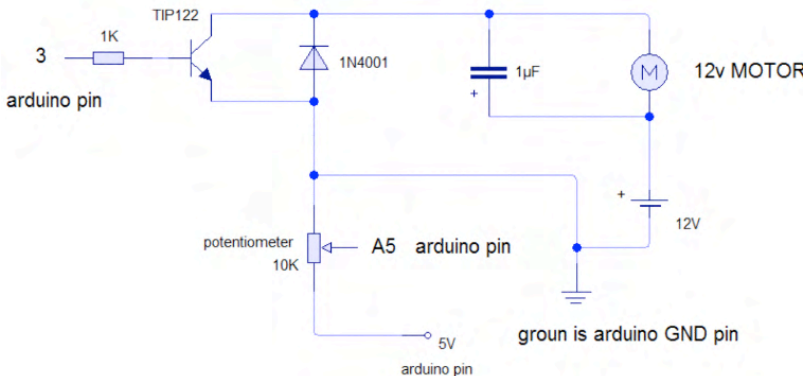 TIP122
1K
3
arduino pin
1N4001
1µF
+
M
12v MOTOR
+
12V
potentiometer
10K
A5 arduino pin
groun is arduino GND pin
5V
arduino pin